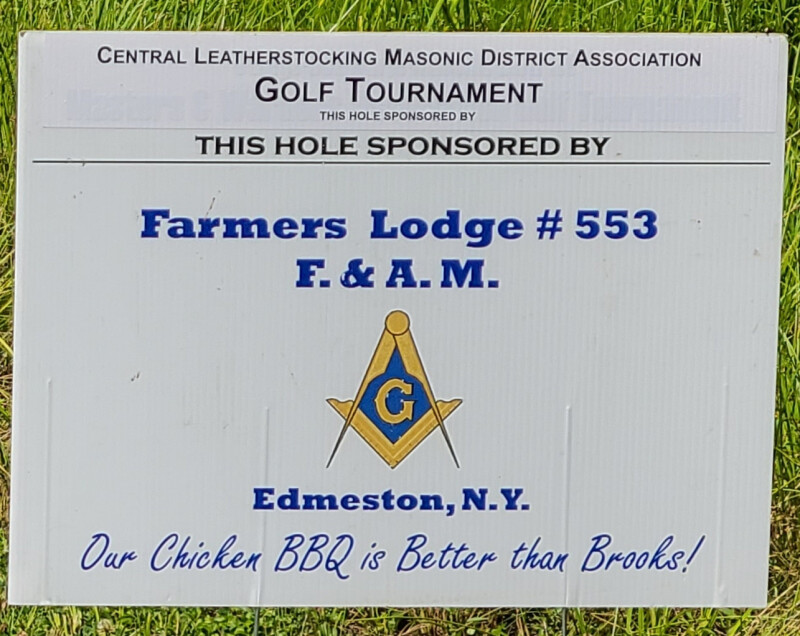 CENTRAL LEATHERSTOCKING MASONIC DISTRICT ASSOCIATION
GOLF TOURNAMENT
THIS HOLE SPONSORED BY
THIS HOLE SPONSORED BY
Farmers Lodge # 553
F. & A. M.
G
Edmeston, N.Y.
Our Chicken BBQ is Better than Brooks!